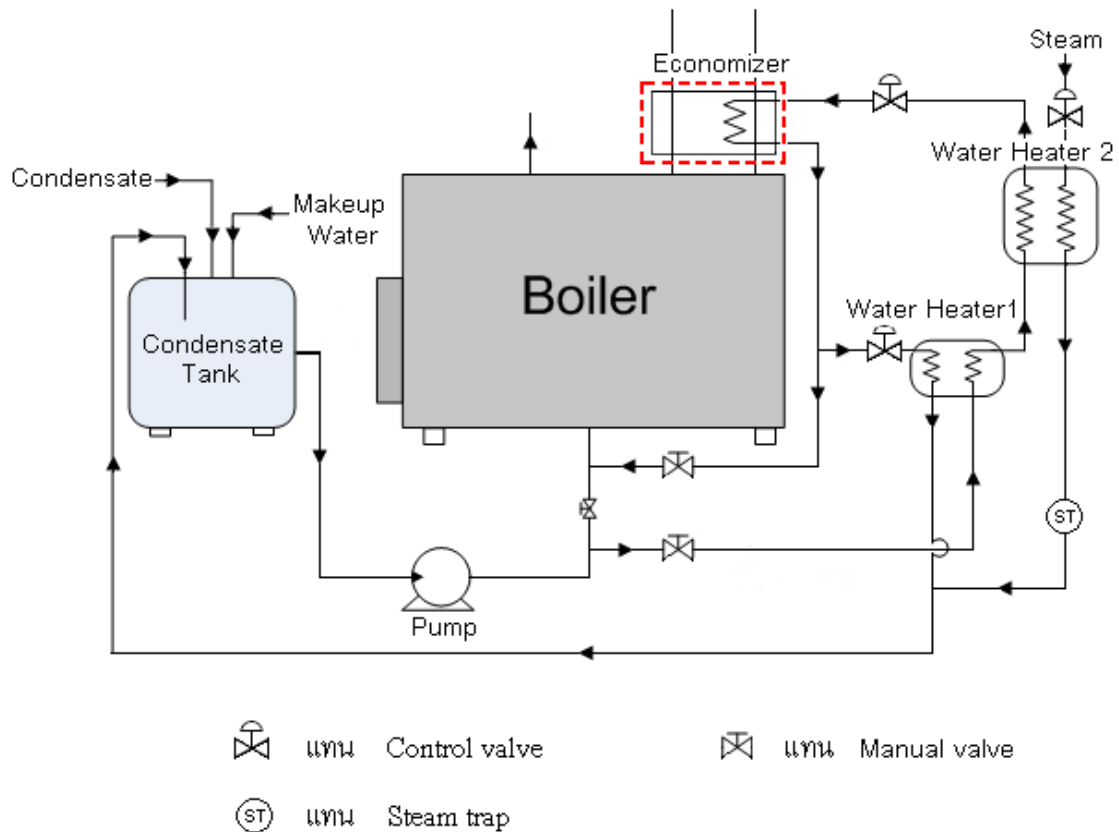 Economizer
Steam
Water Heater 2
Condensate
Makeup
Water
Boiler
Water Heater1
Condensate
Tank
ST
Pump
แทน Control valve
แทน Manual valve
ST แทน Steam trap